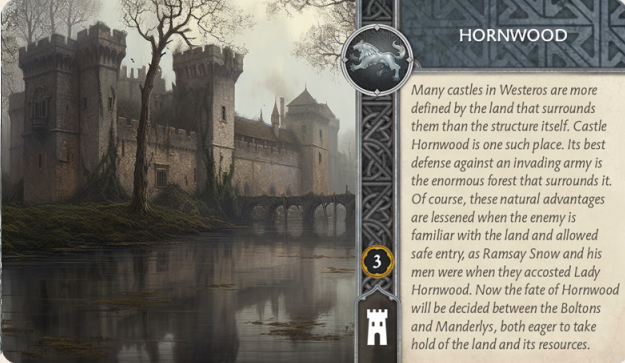 HORNWOOD
Many castles in Westeros are more
defined by the land that surrounds
them than the structure itself. Castle
Hornwood is one such place. Its best
defense against an invading army is
the enormous forest that surrounds it.
Of course, these natural advantages
are lessened when the enemy is
familiar with the land and allowed
safe entry, as Ramsay Snow and his
men were when they accosted Lady
Hornwood. Now the fate of Hornwood
will be decided between the Boltons
and Manderlys, both eager to take
hold of the land and its resources.
3